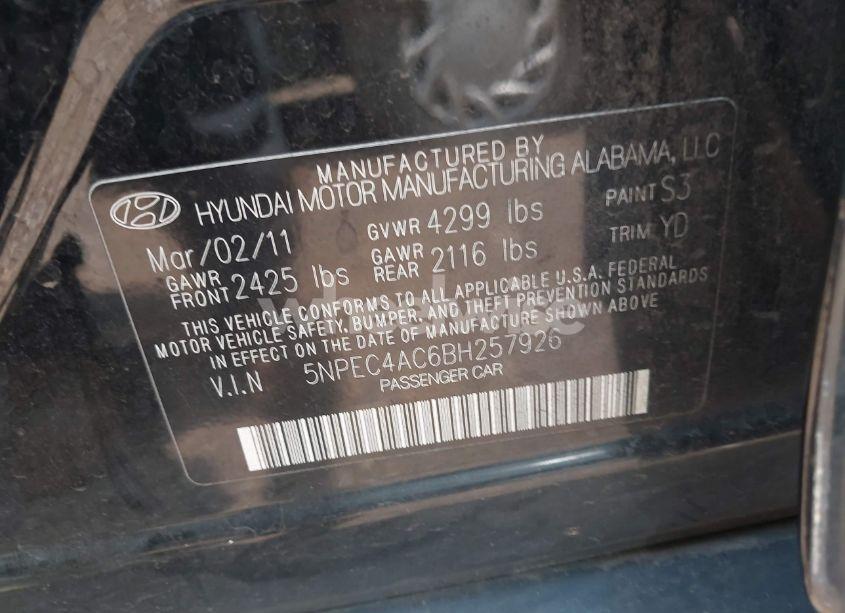 MANUFACTURED BY
HYUNDAI MOTOR MANUFACTURING ALABAMA, LLC
Mar/02/11 GVWR 4299 lbs PAINT S3
GAWR FRONT 2425 lbs GAWR REAR 2116 lbs TRIM YD
THIS VEHICLE CONFORMS TO ALL APPLICABLE U.S.A. FEDERAL
MOTOR VEHICLE SAFETY, BUMPER, AND THEFT PREVENTION STANDARDS
IN EFFECT ON THE DATE OF MANUFACTURE SHOWN ABOVE
V.I.N 5NPEC4AC6BH257926
PASSENGER CAR